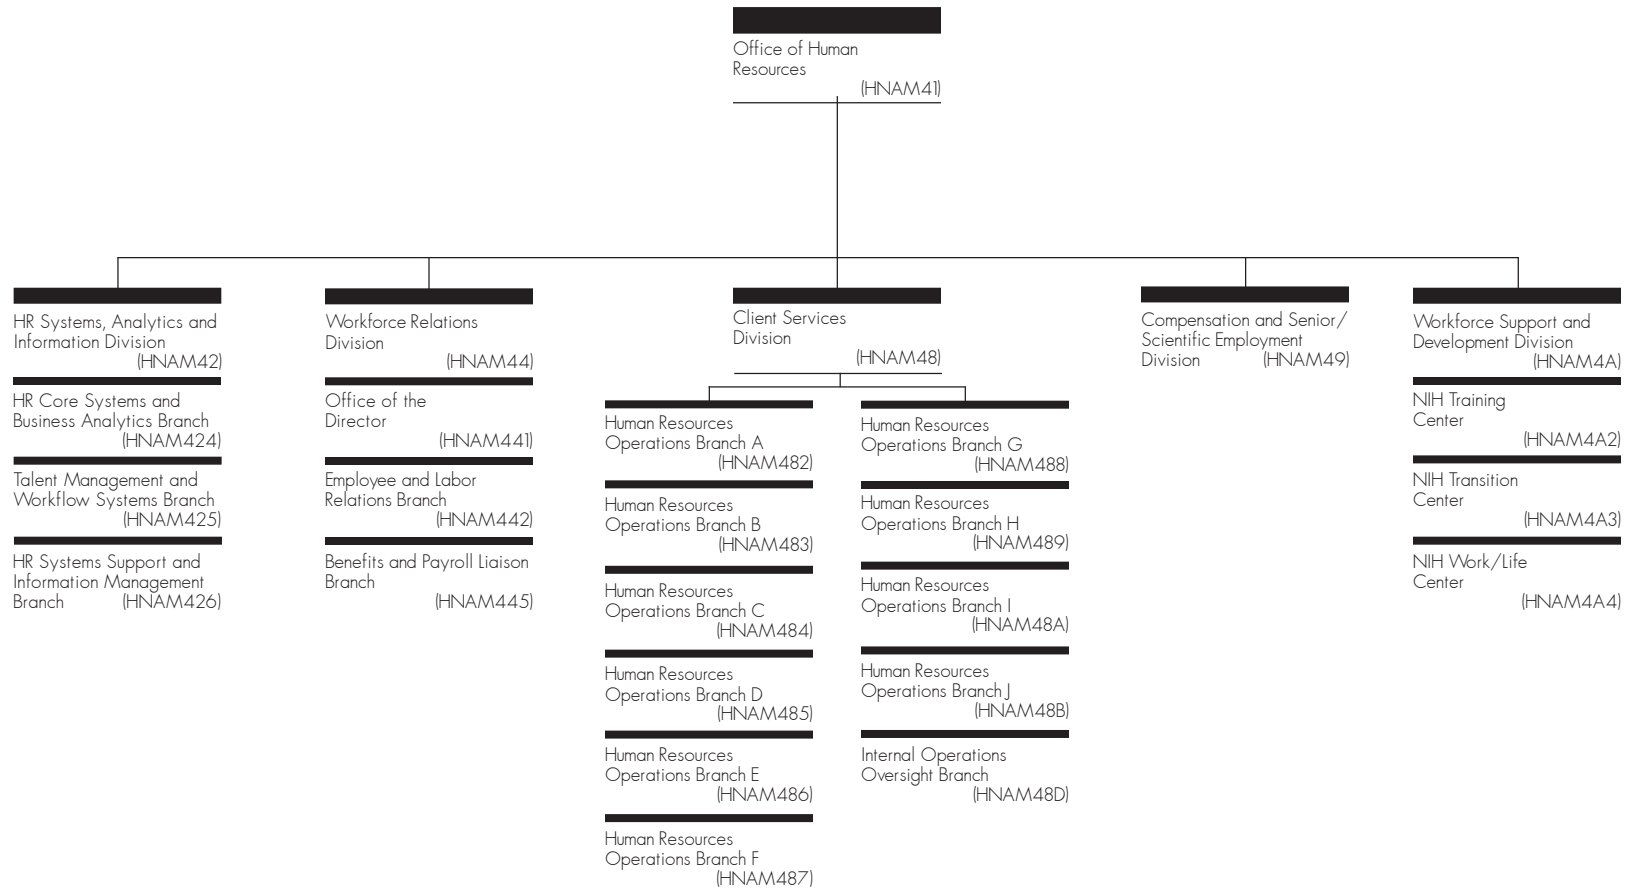 Office of Human
Resources
(HNAM41)
HR Systems, Analytics and
Information Division
(HNAM42)
HR Core Systems and
Business Analytics Branch
(HNAM424)
Talent Management and
Workflow Systems Branch
(HNAM425)
HR Systems Support and
Information Management
Branch (HNAM426)
Workforce Relations
Division
(HNAM44)
Office of the
Director
(HNAM441)
Employee and Labor
Relations Branch
(HNAM442)
Benefits and Payroll Liaison
Branch
(HNAM445)
Client Services
Division
(HNAM48)
Human Resources
Operations Branch A
(HNAM482)
Human Resources
Operations Branch B
(HNAM483)
Human Resources
Operations Branch C
(HNAM484)
Human Resources
Operations Branch D
(HNAM485)
Human Resources
Operations Branch E
(HNAM486)
Human Resources
Operations Branch F
(HNAM487)
Human Resources
Operations Branch G
(HNAM488)
Human Resources
Operations Branch H
(HNAM489)
Human Resources
Operations Branch I
(HNAM48A)
Human Resources
Operations Branch J
(HNAM48B)
Internal Operations
Oversight Branch
(HNAM48D)
Compensation and Senior/
Scientific Employment
Division (HNAM49)
Workforce Support and
Development Division
(HNAM4A)
NIH Training
Center
(HNAM4A2)
NIH Transition
Center
(HNAM4A3)
NIH Work/Life
Center
(HNAM4A4)